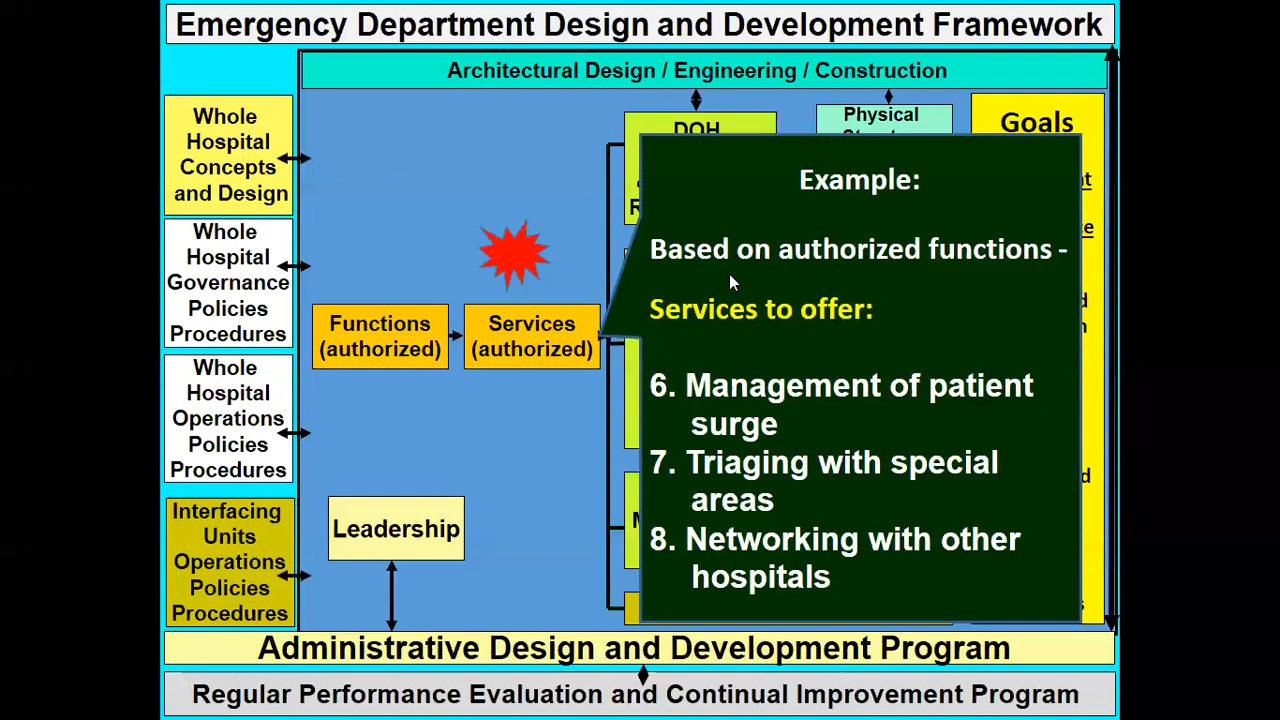 Emergency Department Design and Development Framework
Architectural Design / Engineering / Construction
Whole
Hospital
Concepts
and Design
Whole
Hospital
Governance
Policies
Procedures
Whole
Hospital
Operations
Policies
Procedures
Interfacing
Units
Operations
Policies
Procedures
Functions
(authorized)
Services
(authorized)
Leadership
DOH
Physical
Goals
Example:
Based on authorized functions -
Services to offer:
6. Management of patient
surge
7. Triaging with special
areas
8. Networking with other
hospitals
Administrative Design and Development Program
Regular Performance Evaluation and Continual Improvement Program